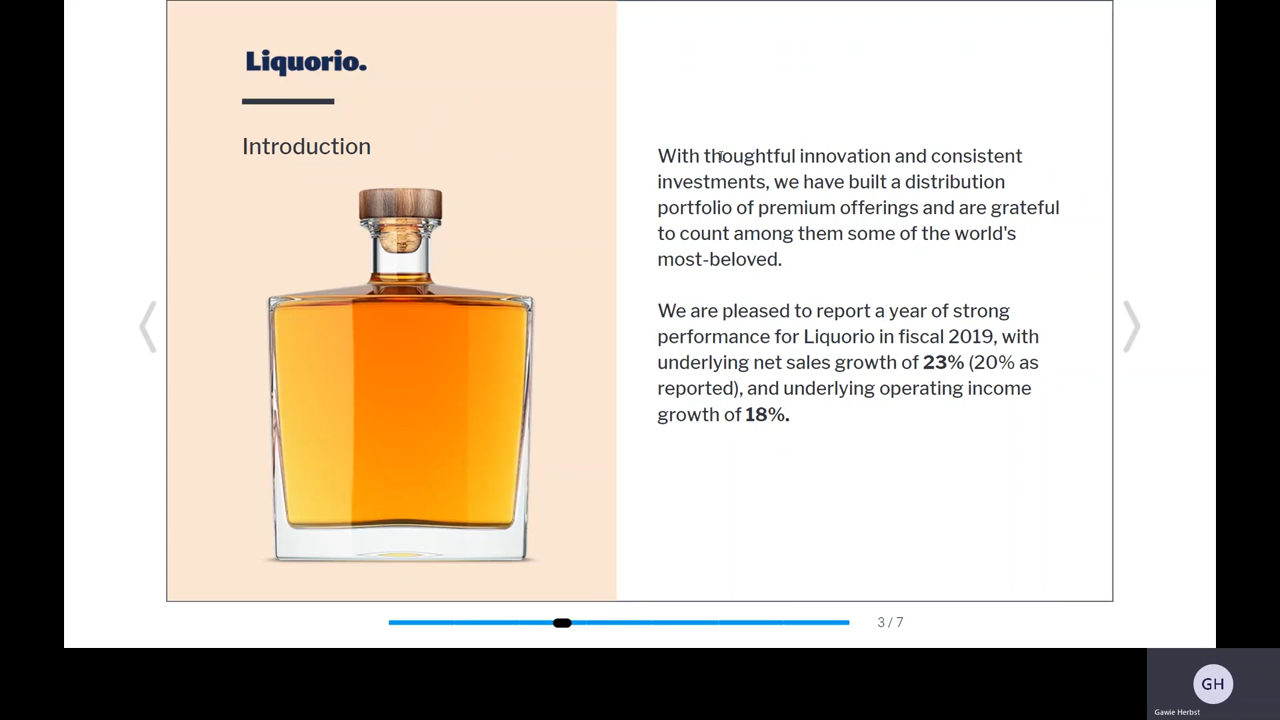 Liquorio.
Introduction
With thoughtful innovation and consistent
investments, we have built a distribution
portfolio of premium offerings and are grateful
to count among them some of the world's
most-beloved.
We are pleased to report a year of strong
performance for Liquorio in fiscal 2019, with
underlying net sales growth of 23% (20% as
reported), and underlying operating income
growth of 18%.
3 / 7
GH
Gawie Herbst